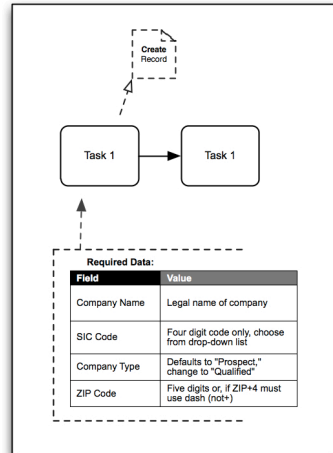 Create
Record
Task 1
Task 1
Required Data:
Field Value
Company Name Legal name of company
SIC Code Four digit code only, choose
from drop-down list
Company Type Defaults to "Prospect,"
change to "Qualified"
ZIP Code Five digits or, if ZIP+4 must
use dash (not+)